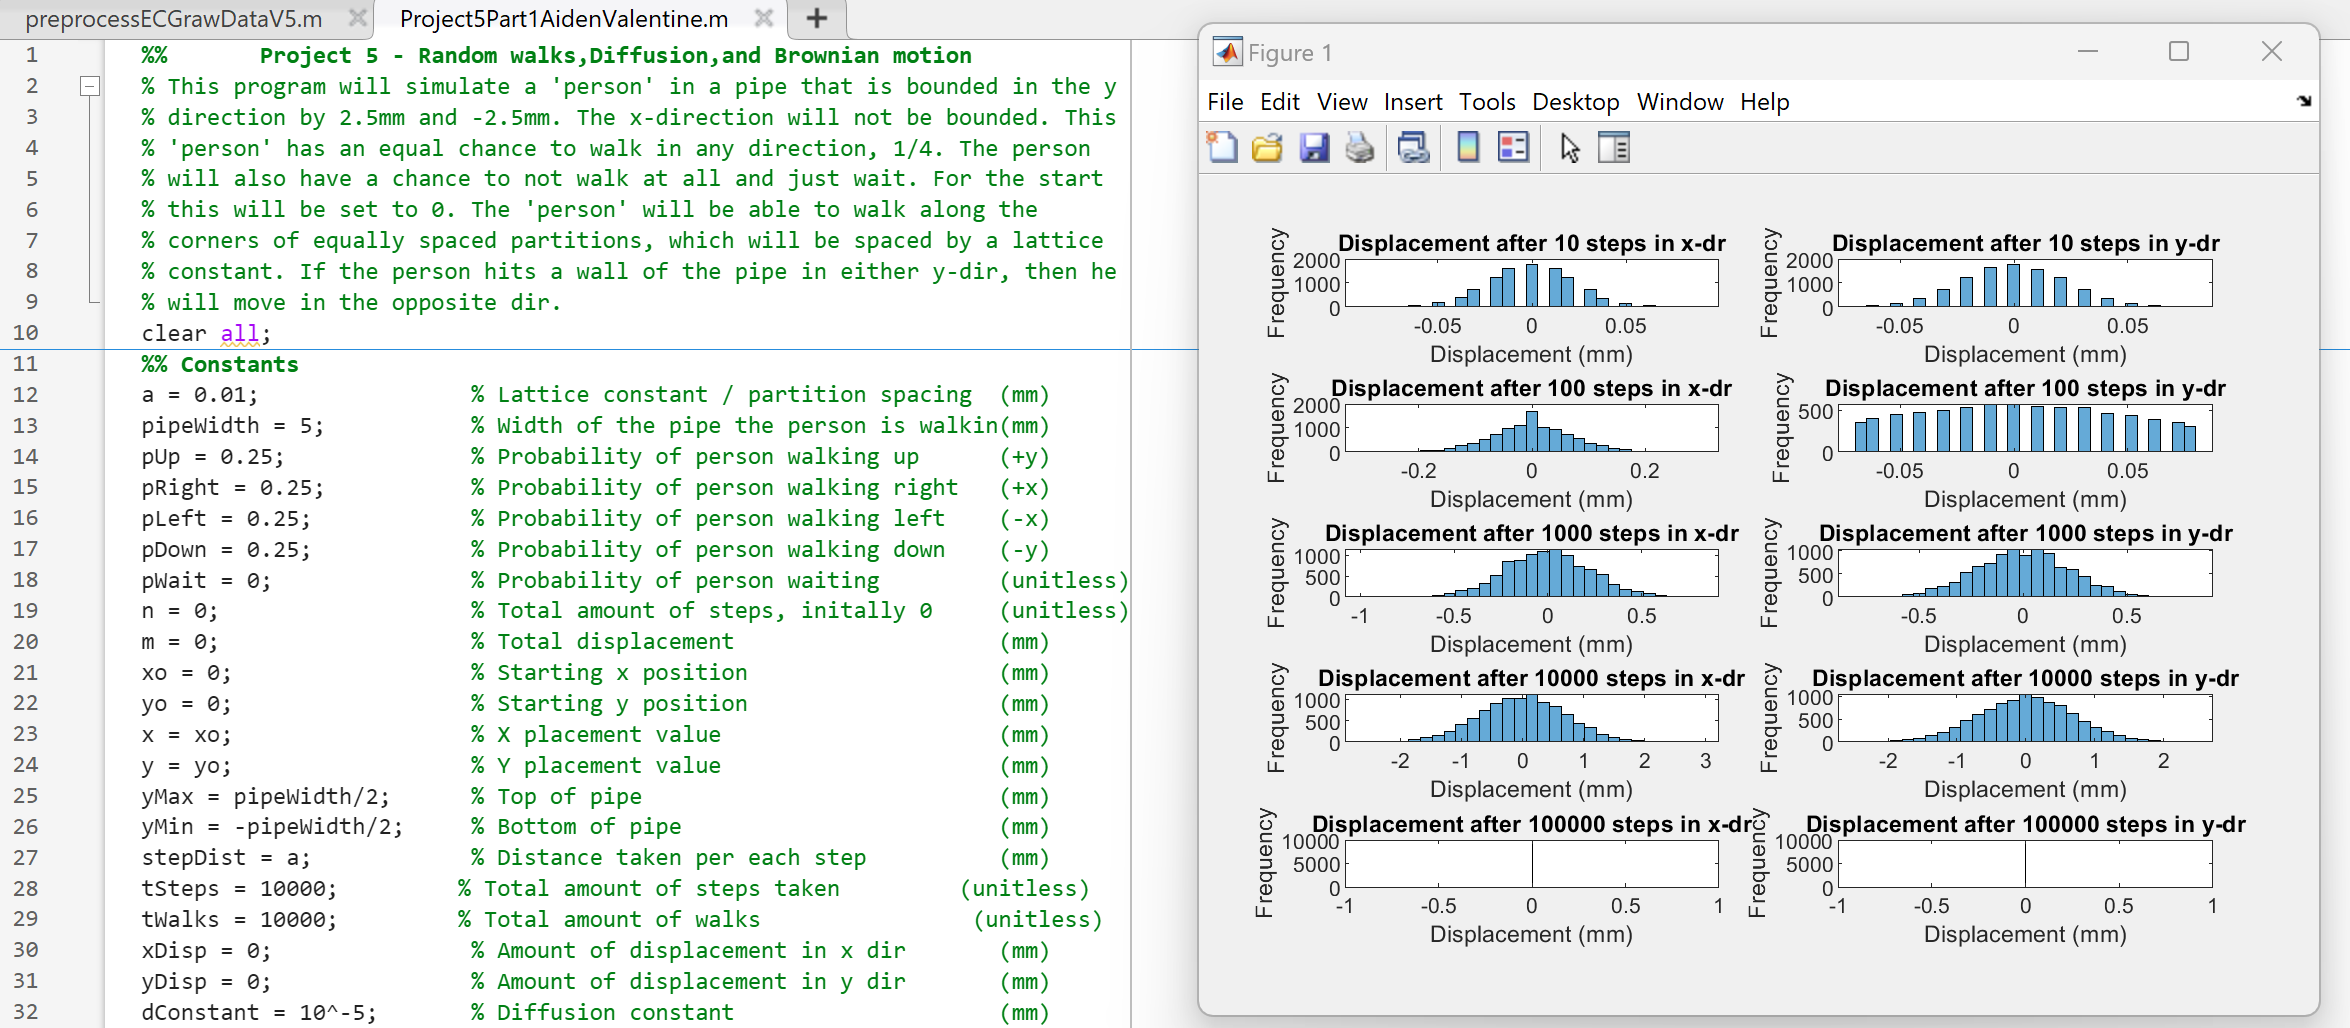 preprocessECGrawDataV5.m
Project5Part1AidenValentine.m
1 %% Project 5 - Random walks,Diffusion,and Brownian motion
2 % This program will simulate a 'person' in a pipe that is bounded in the y
3 % direction by 2.5mm and -2.5mm. The x-direction will not be bounded. This
4 % 'person' has an equal chance to walk in any direction, 1/4. The person
5 % will also have a chance to not walk at all and just wait. For the start
6 % this will be set to 0. The 'person' will be able to walk along the
7 % corners of equally spaced partitions, which will be spaced by a lattice
8 % constant. If the person hits a wall of the pipe in either y-dir, then he
9 % will move in the opposite dir.
10 clear all;
11 %% Constants
12 a = 0.01; % Lattice constant / partition spacing (mm)
13 pipeWidth = 5; % Width of the pipe the person is walkin(mm)
14 pUp = 0.25; % Probability of person walking up (+y)
15 pRight = 0.25; % Probability of person walking right (+x)
16 pLeft = 0.25; % Probability of person walking left (-x)
17 pDown = 0.25; % Probability of person walking down (-y)
18 pWait = 0; % Probability of person waiting (unitless)
19 n = 0; % Total amount of steps, initally 0 (unitless)
20 m = 0; % Total displacement (mm)
21 xo = 0; % Starting x position (mm)
22 yo = 0; % Starting y position (mm)
23 x = xo; % X placement value (mm)
24 y = yo; % Y placement value (mm)
25 yMax = pipeWidth/2; % Top of pipe (mm)
26 yMin = -pipeWidth/2; % Bottom of pipe (mm)
27 stepDist = a; % Distance taken per each step (mm)
28 tSteps = 10000; % Total amount of steps taken (unitless)
29 tWalks = 10000; % Total amount of walks (unitless)
30 xDisp = 0; % Amount of displacement in x dir (mm)
31 yDisp = 0; % Amount of displacement in y dir (mm)
32 dConstant = 10^-5; % Diffusion constant (mm)
Figure 1
File Edit View Insert Tools Desktop Window Help
Displacement after 10 steps in x-dr
Frequency
2000
1000
0
-0.05 0 0.05
Displacement (mm)
Displacement after 10 steps in y-dr
Frequency
2000
1000
0
-0.05 0 0.05
Displacement (mm)
Displacement after 100 steps in x-dr
Frequency
2000
1000
0
-0.2 0 0.2
Displacement (mm)
Displacement after 100 steps in y-dr
Frequency
500
0
-0.05 0 0.05
Displacement (mm)
Displacement after 1000 steps in x-dr
Frequency
1000
500
0
-1 -0.5 0 0.5
Displacement (mm)
Displacement after 1000 steps in y-dr
Frequency
1000
500
0
-0.5 0 0.5
Displacement (mm)
Displacement after 10000 steps in x-dr
Frequency
1000
500
0
-2 -1 0 1 2 3
Displacement (mm)
Displacement after 10000 steps in y-dr
Frequency
1000
500
0
-2 -1 0 1 2
Displacement (mm)
Displacement after 100000 steps in x-dr
Frequency
10000
5000
0
-1 -0.5 0 0.5 1
Displacement (mm)
Displacement after 100000 steps in y-dr
Frequency
10000
5000
0
-1 -0.5 0 0.5 1
Displacement (mm)